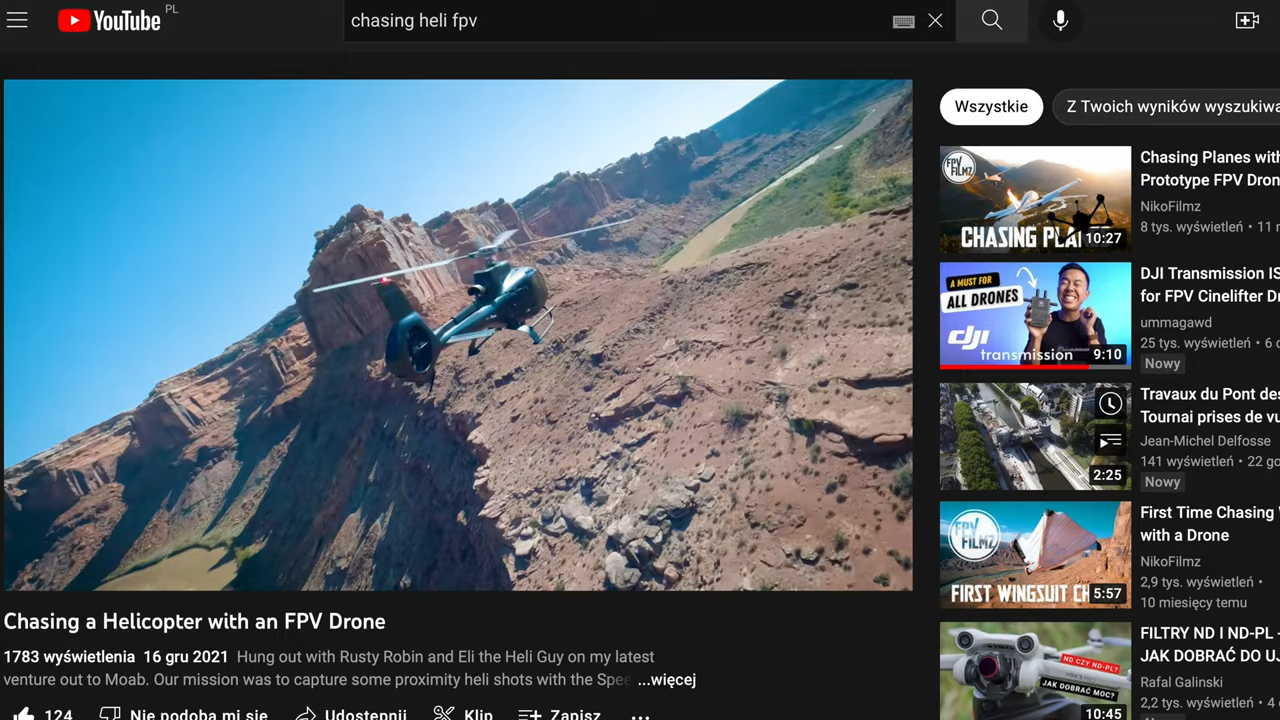 YouTube PL
chasing heli fpv
Wszystkie
Z Twoich wyników
Chasing a Helicopter with an FPV Drone
1783 wyświetlenia 16 gru 2021 Hung out with Rusty Robin and Eli the Heli Guy on my latest
venture out to Moab. Our mission was to capture some proximity heli shots with the Spee ...więcej
124 Nie podoba mi się Udostępnij Klip Zapisz
FPV
FILMZ
CHASING PLA
10:27
Chasing Planes with
Prototype FPV Dron
NikoFilmz
8 tys. wyświetleń • 11
A MUST FOR
ALL DRONES
dji
transmission
9:10
DJI Transmission IS
for FPV Cinelifter D
ummagawd
25 tys. wyświetleń • 6
Nowy
2:25
Travaux du Pont des
Tournai prises de vu
Jean-Michel Delfosse
141 wyświetleń • 22 go
Nowy
FPV
FILMZ
FIRST WINGSUIT CH
5:57
First Time Chasing
with a Drone
NikoFilmz
2,9 tys. wyświetleń •
10 miesięcy temu
ND CZY ND-PL?
JAK DOBRAĆ MOC?
10:45
FILTRY ND I ND-PL -
JAK DOBRAĆ DO U
Rafal Galinski
2,2 tys. wyświetleń • 4